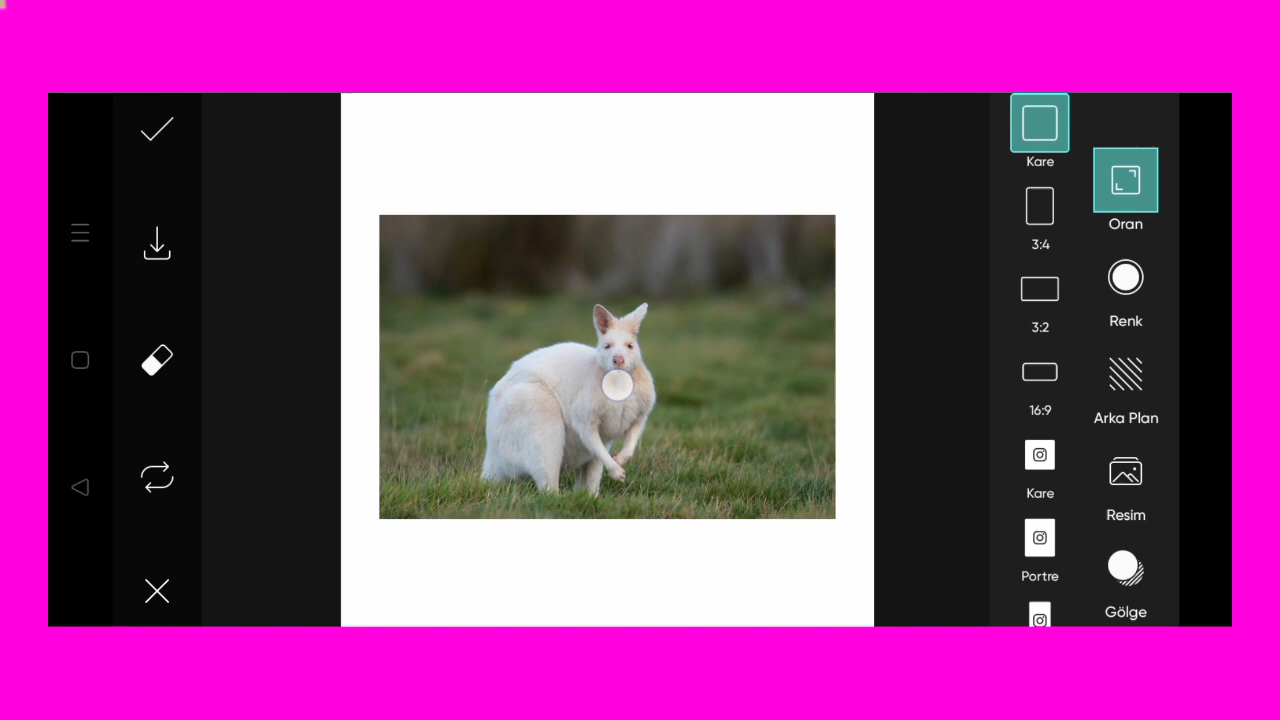 Kare
3:4
3:2
16:9
Kare
Portre
Oran
Renk
Arka Plan
Resim
Gölge